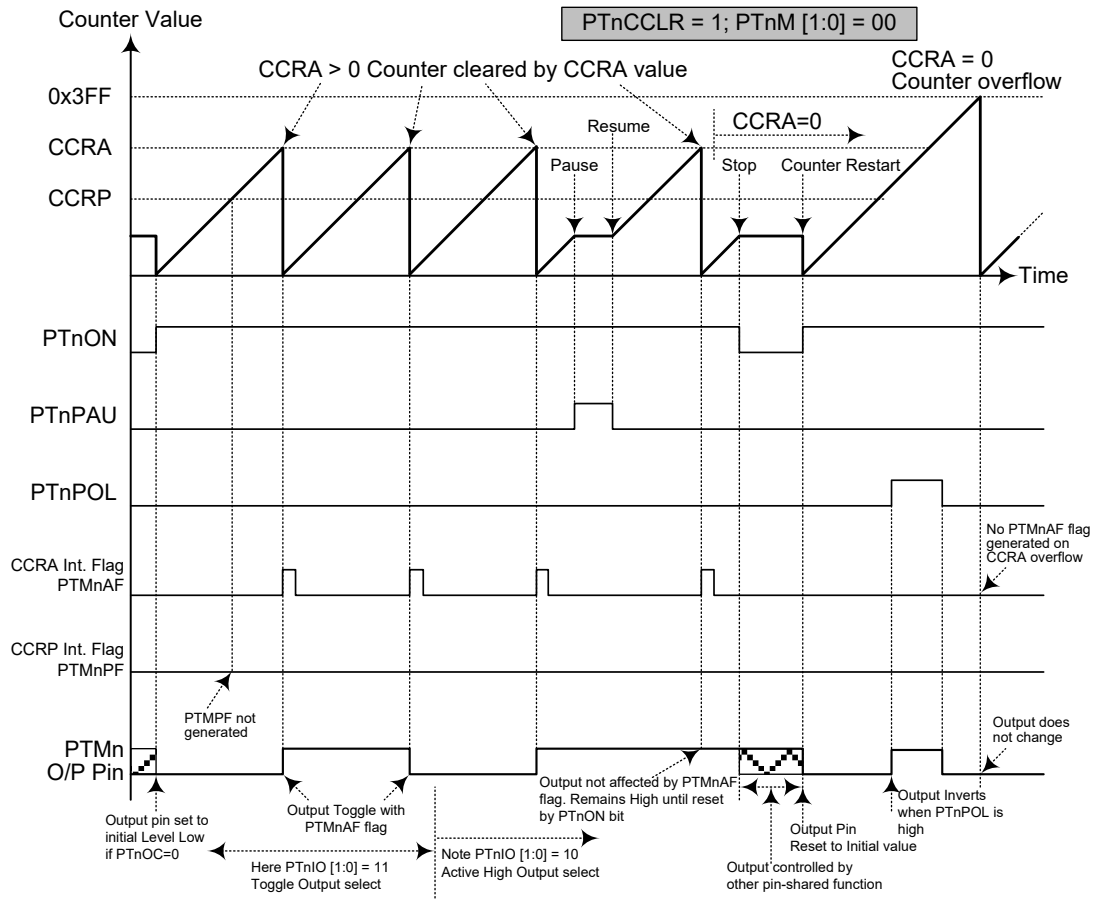 Counter Value
PTnCCLR = 1; PTnM [1:0] = 00
CCRA > 0 Counter cleared by CCRA value
CCRA = 0
Counter overflow
0x3FF
CCRA=0
Resume
CCRA
Pause
Stop
Counter Restart
CCRP
Time
PTnON
PTnPAU
PTnPOL
No PTMnAF flag
generated on
CCRA overflow
CCRA Int. Flag
PTMnAF
CCRP Int. Flag
PTMnPF
PTMPF not
generated
Output does
not change
PTMn
O/P Pin
Output pin set to
initial Level Low
if PTnOC=0
Output Toggle with
PTMnAF flag
Output not affected by PTMnAF
flag. Remains High until reset
by PTnON bit
Output Pin
Reset to Initial value
Output Inverts
when PTnPOL is
high
Here PTnIO [1:0] = 11
Toggle Output select
Note PTnIO [1:0] = 10
Active High Output select
Output controlled by
other pin-shared function